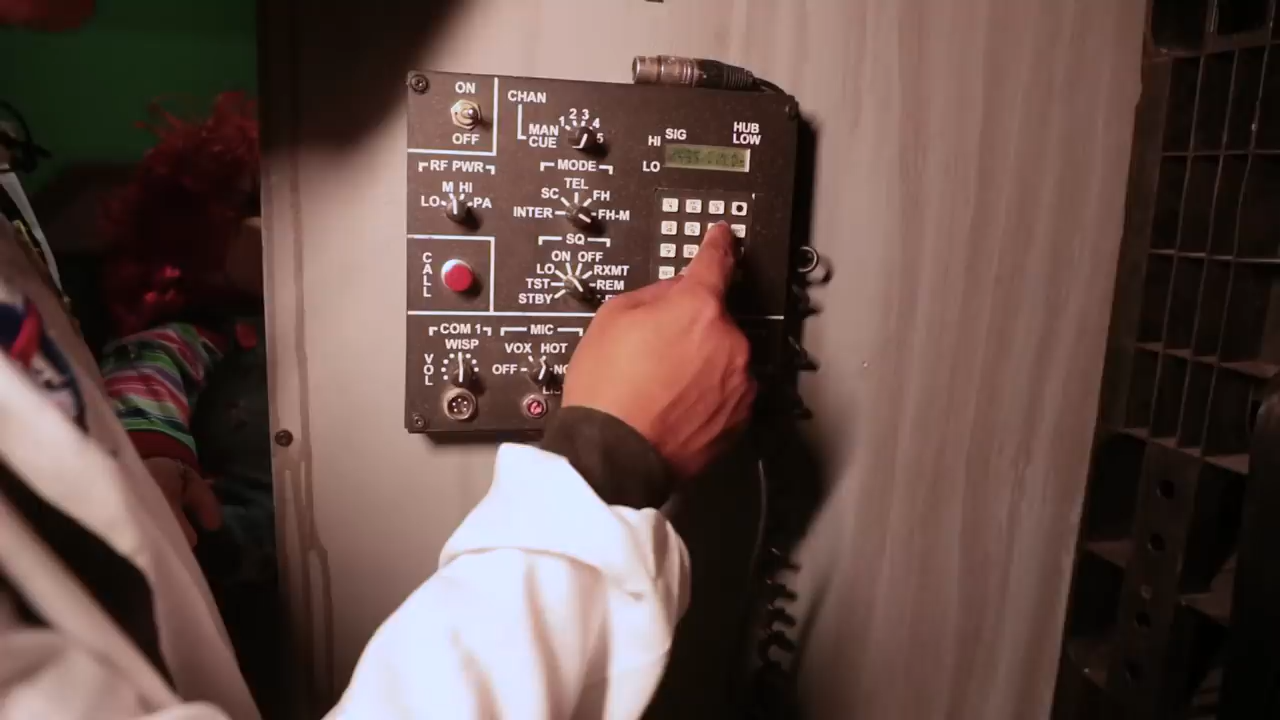 ON
OFF
CHAN
1 2 3 4 5
MAN
CUE
SIG
HI
LO
HUB
LOW
RF PWR
LO M HI PA
MODE
INTER SC TEL FH FH-M
SQ
ON OFF
LO RXMT
TST REM
STBY
CALL
COM 1
WISP
VOL
MIC
VOX HOT
OFF